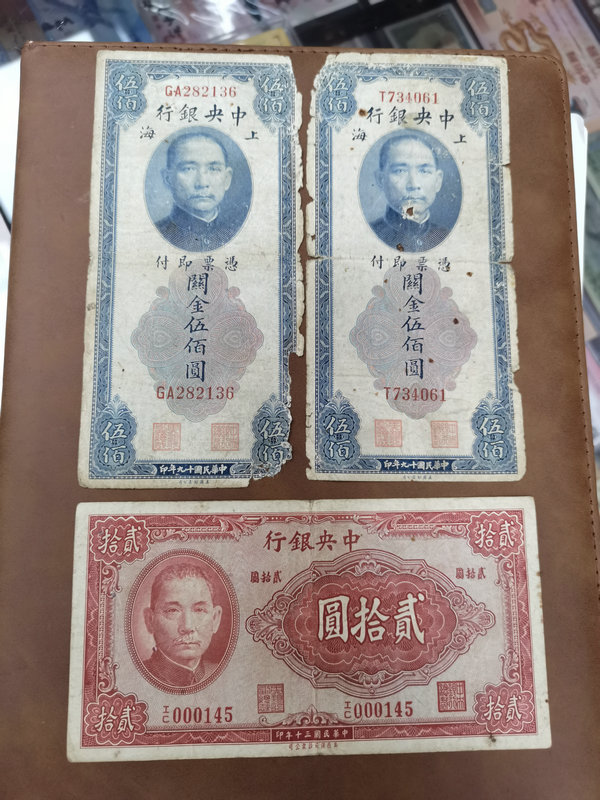 伍佰
GA282136
伍佰
中央銀行
上海
憑票即付
關金伍佰圓
GA282136
伍佰
伍佰
中華民國十九年印
伍佰
T734061
伍佰
中央銀行
上海
憑票即付
關金伍佰圓
T734061
伍佰
伍佰
中華民國十九年印
貳拾
中央銀行
貳拾
貳拾圓
貳拾圓
貳拾圓
I/C 000145
I/C 000145
貳拾
貳拾
中華民國三十年印